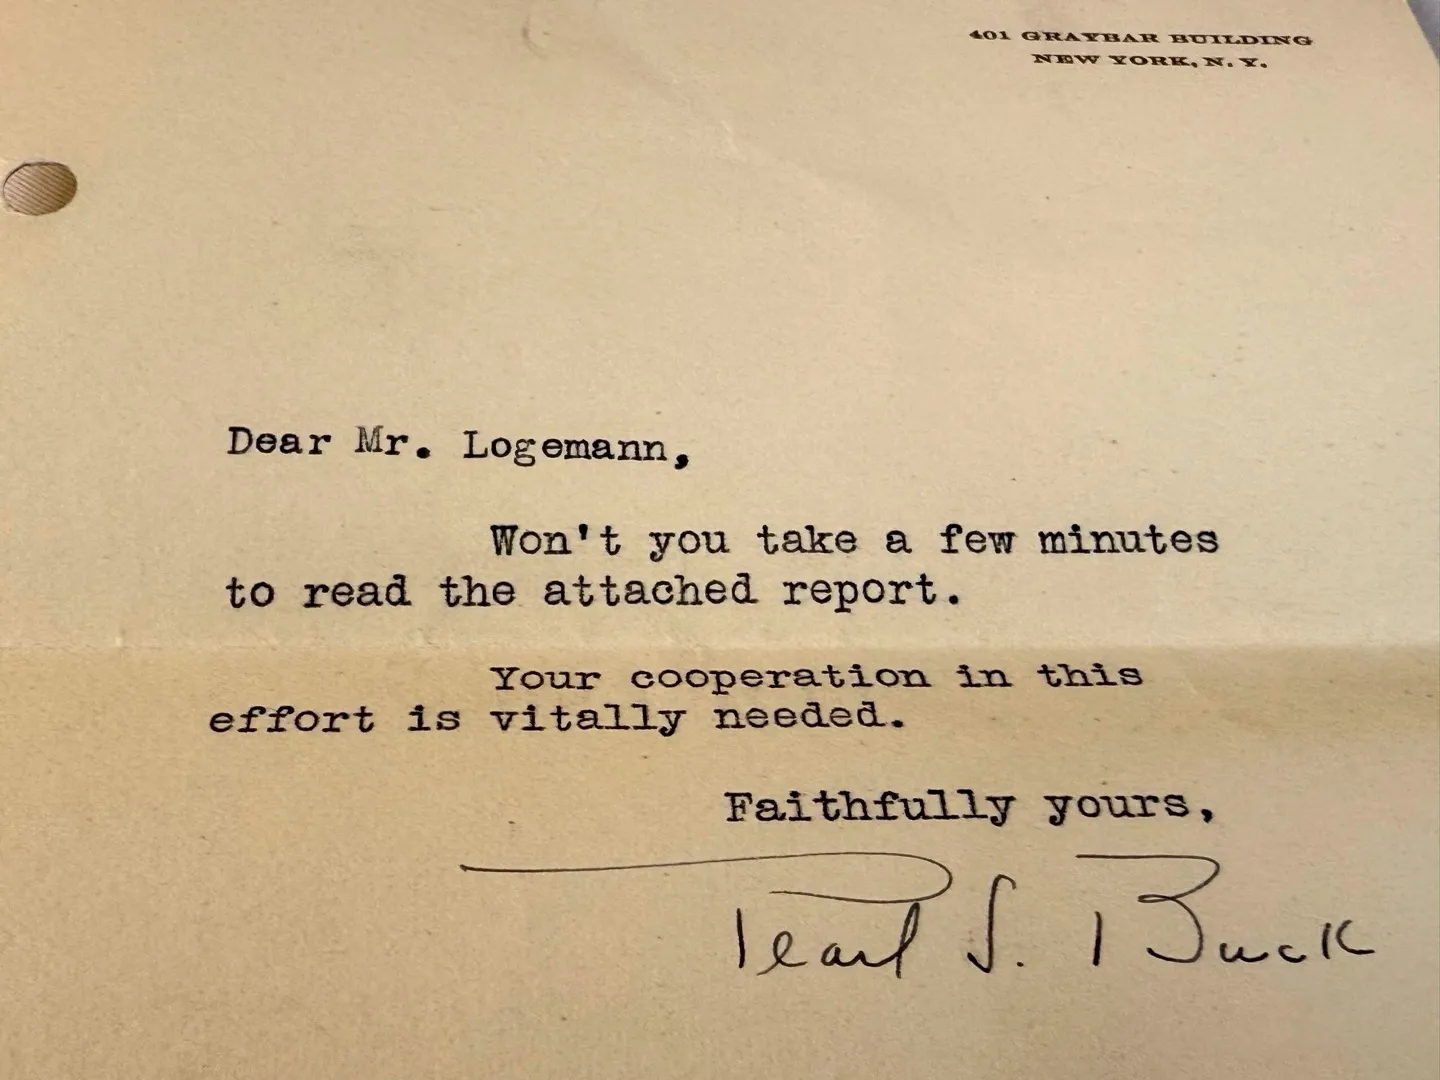 401 GRAYBAR BUILDING
NEW YORK, N. Y.
Dear Mr. Logemann,
Won't you take a few minutes
to read the attached report.
Your cooperation in this
effort is vitally needed.
Faithfully yours,
Pearl S. Buck